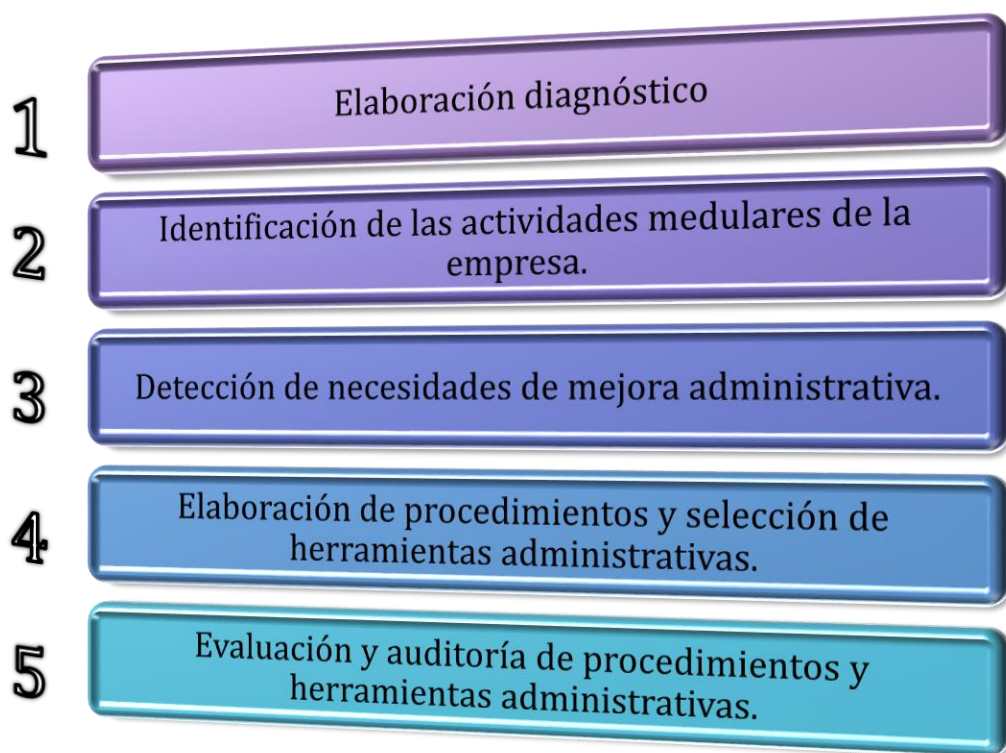 1
Elaboración diagnóstico
2
Identificación de las actividades medulares de la
empresa.
3
Detección de necesidades de mejora administrativa.
4
Elaboración de procedimientos y selección de
herramientas administrativas.
5
Evaluación y auditoría de procedimientos y
herramientas administrativas.